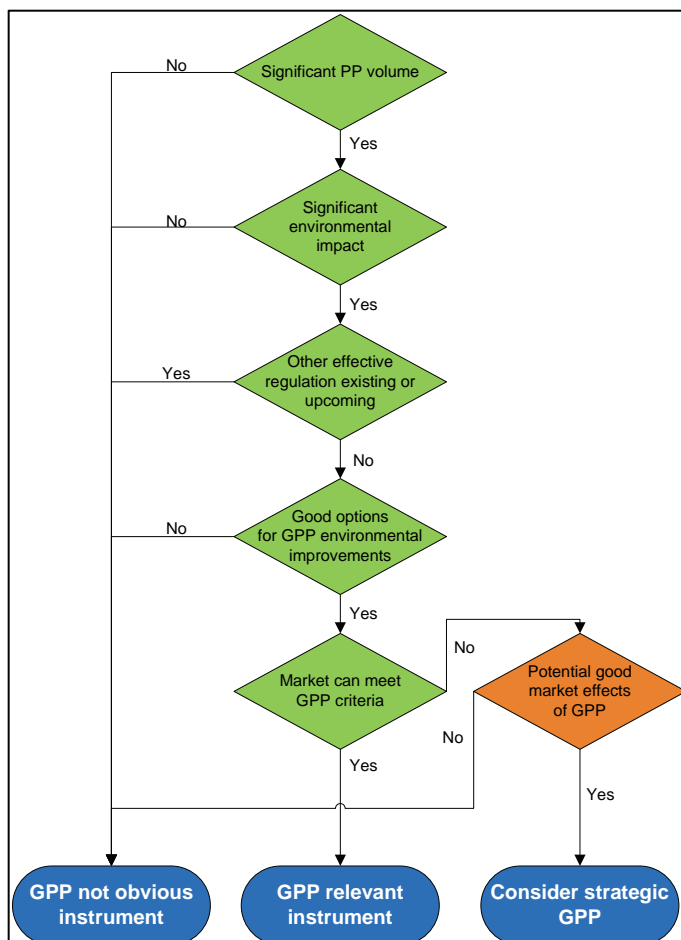 No
Significant PP volume
Yes
Significant
environmental
impact
No
Yes
Other effective
regulation existing or
upcoming
Yes
No
Good options
for GPP environmental
improvements
No
Yes
No
Market can meet
GPP criteria
Potential good
market effects
of GPP
No
Yes
Yes
GPP not obvious
instrument
GPP relevant
instrument
Consider strategic
GPP